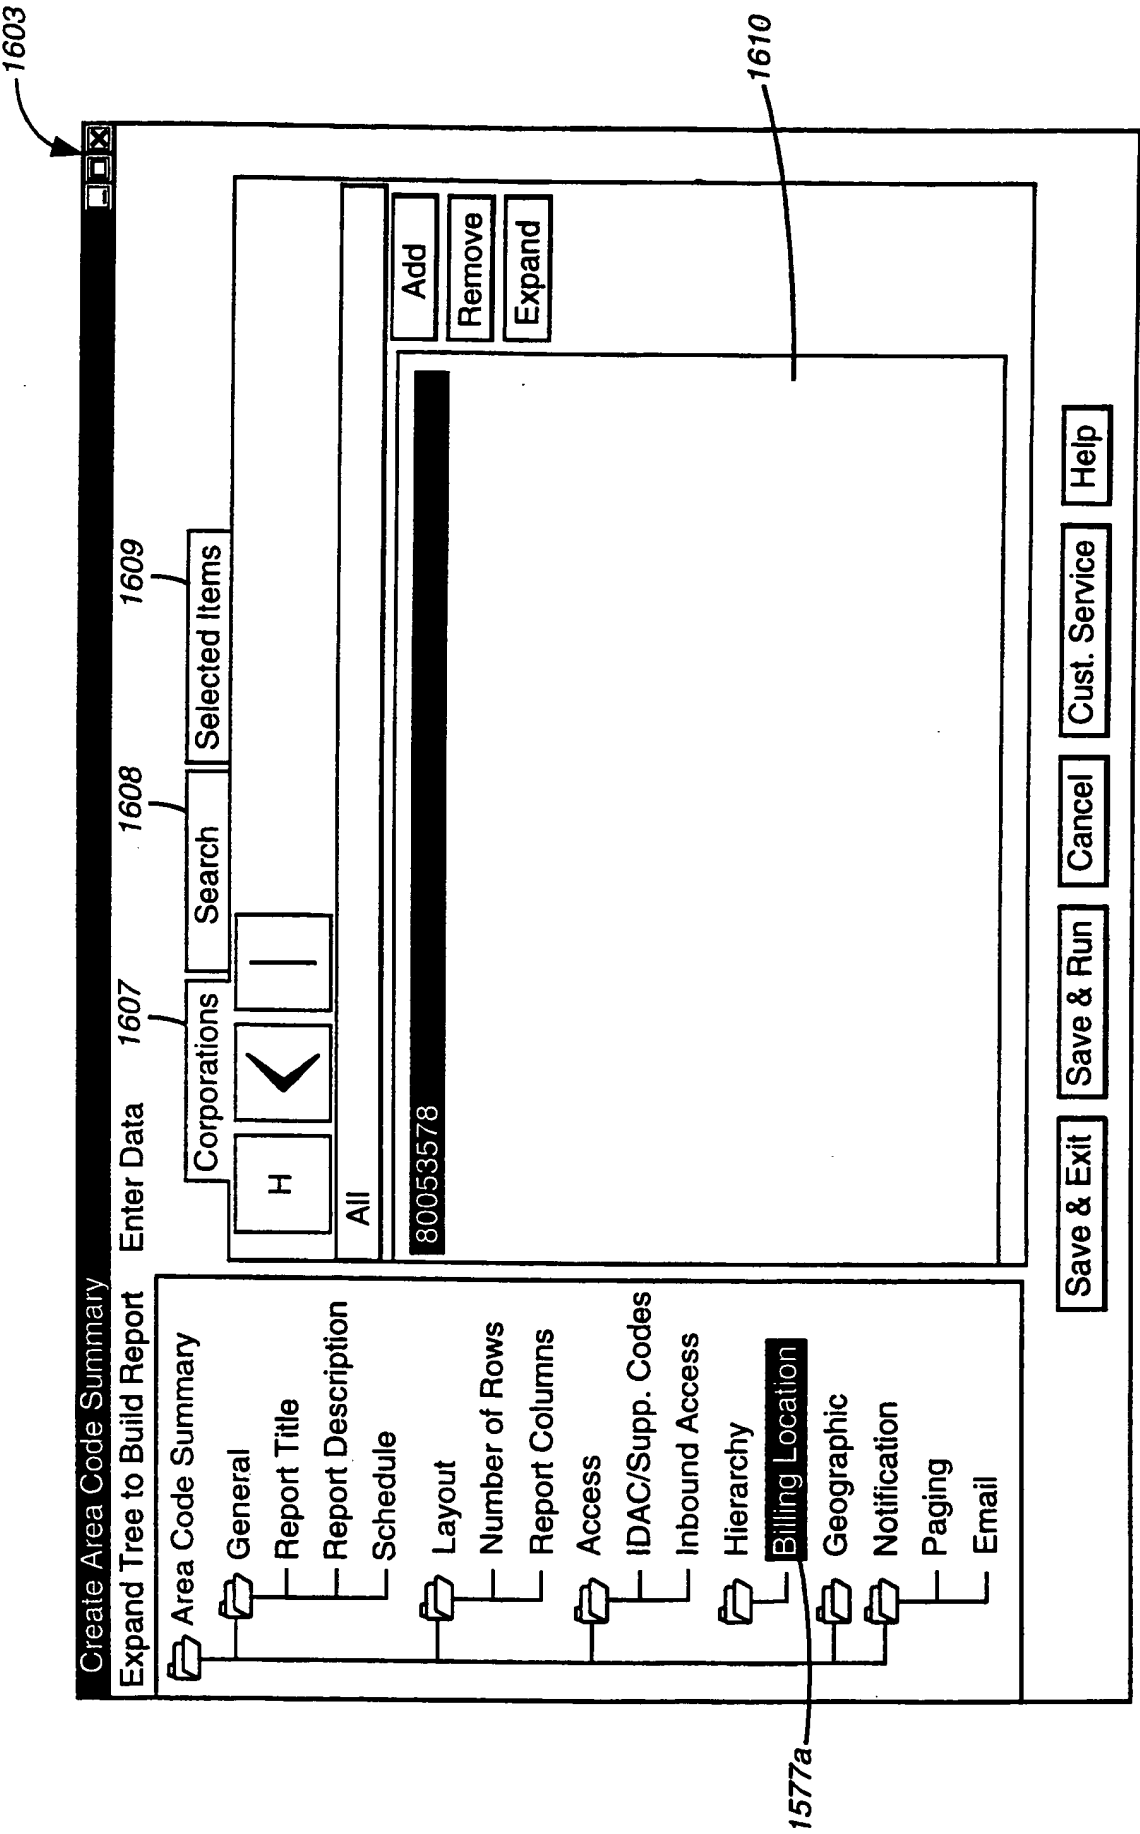 1603
Create Area Code Summary
Expand Tree to Build Report
Enter Data
1607
1608
1609
Area Code Summary
General
Report Title
Report Description
Schedule
Layout
Number of Rows
Report Columns
Access
IDAC/Supp. Codes
Inbound Access
Hierarchy
Billing Location
Geographic
Notification
Paging
Email
1577a
Corporations
Search
Selected Items
H
All
80053578
Add
Remove
Expand
1610
Save & Exit
Save & Run
Cancel
Cust. Service
Help